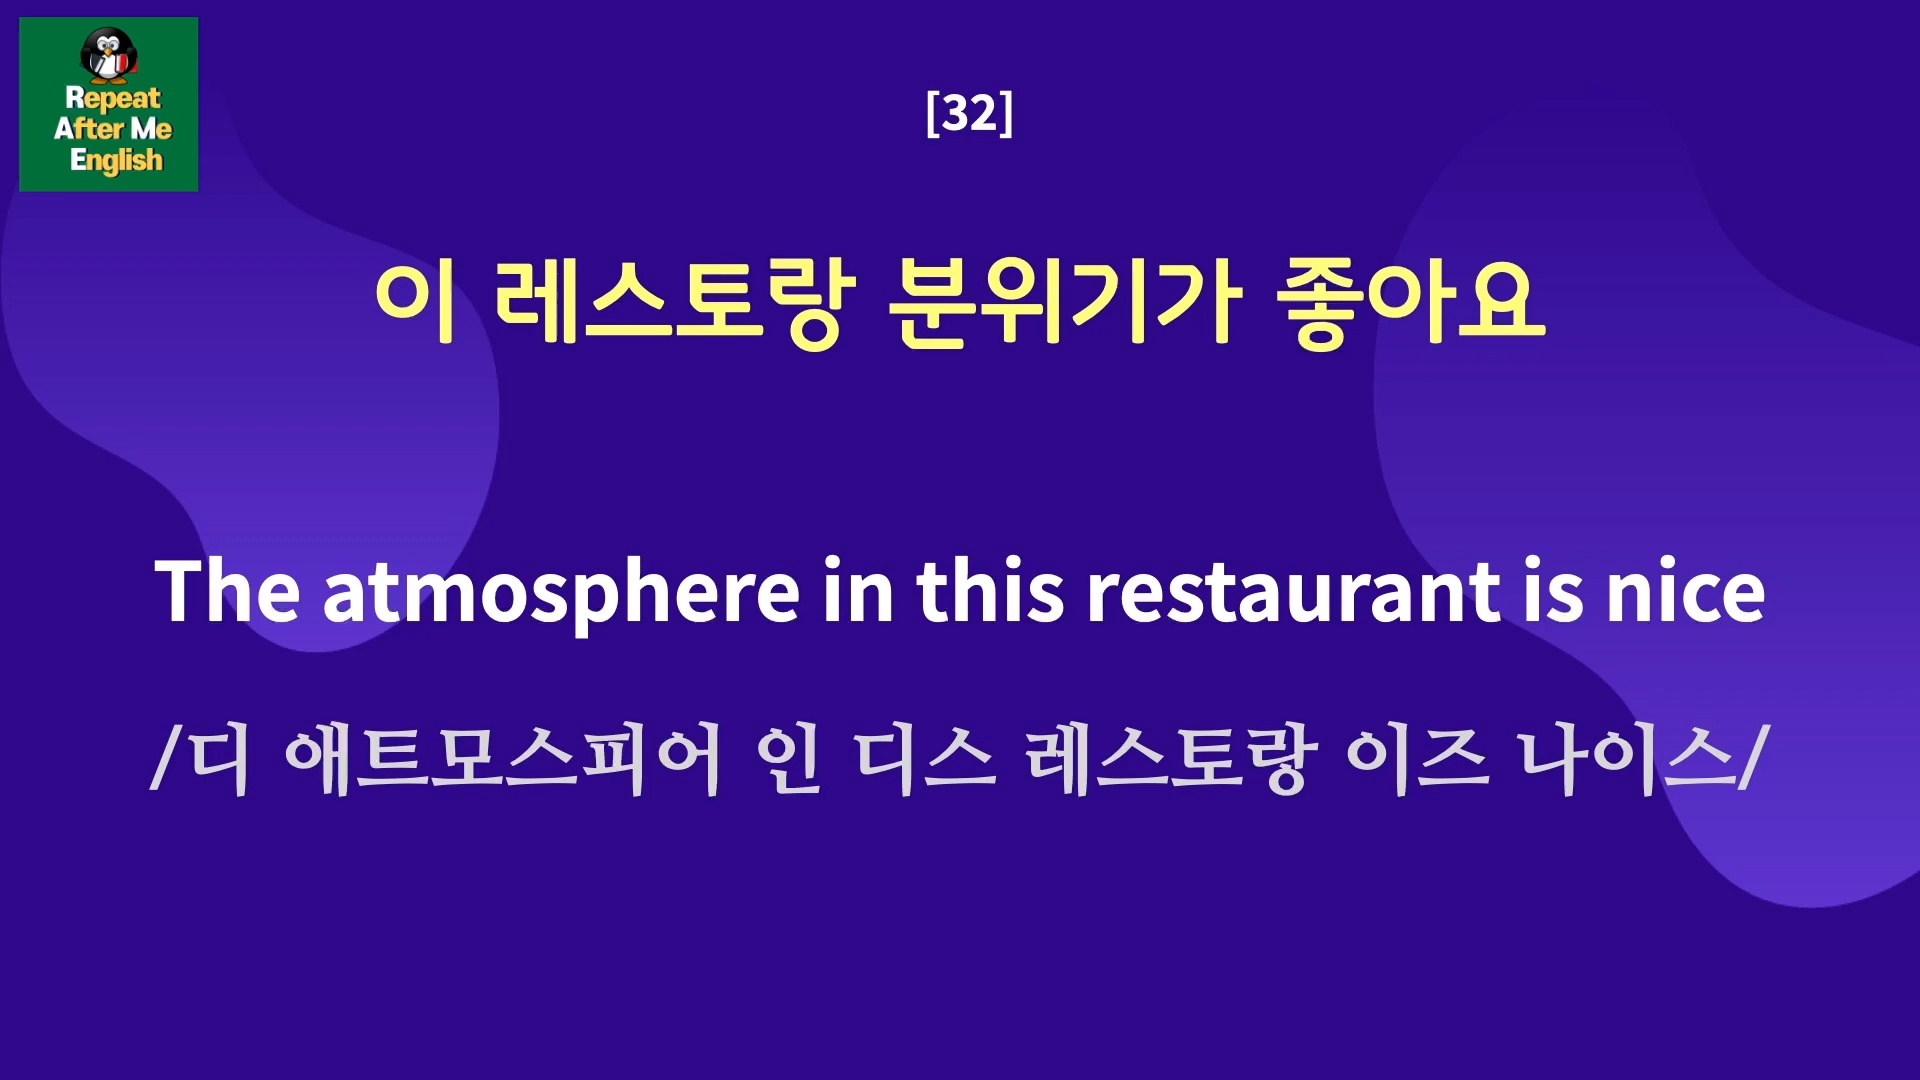 Repeat
After Me
English
[32]
이 레스토랑 분위기가 좋아요
The atmosphere in this restaurant is nice
/디 애트모스피어 인 디스 레스토랑 이즈 나이스/